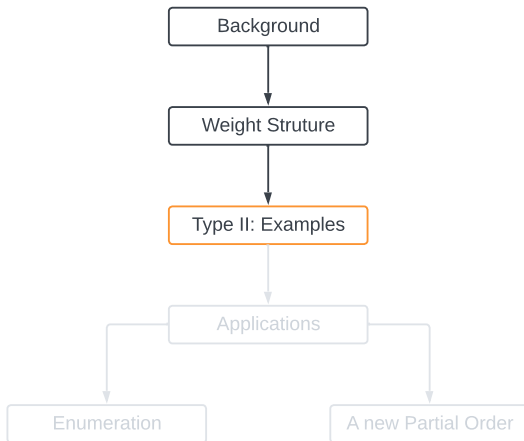 Background
Weight Struture
Type II: Examples
Applications
Enumeration
A new Partial Order